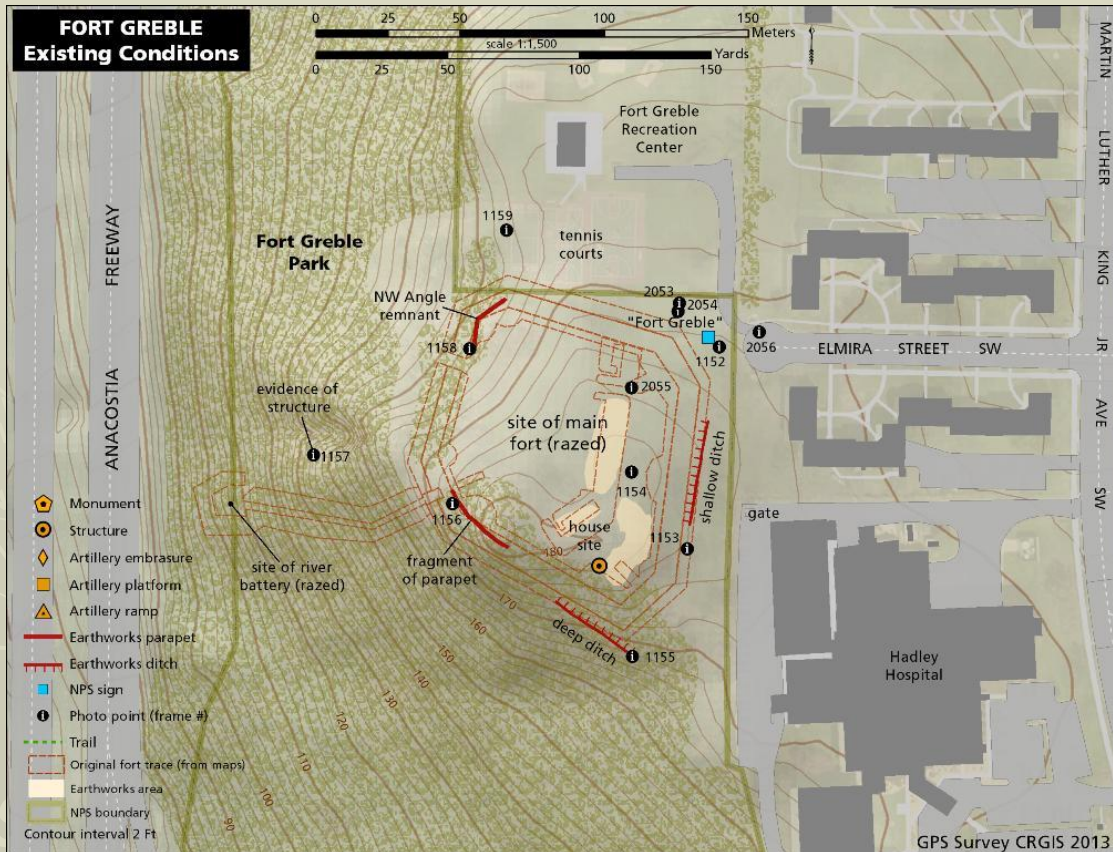 FORT GREBLE
Existing Conditions
0 50 100 150
Meters
0 25
scale 1:1,500
Yards
0 50 100 150
Fort Greble
Recreation
Center
1159
tennis
courts
Fort Greble
Park
NW Angle
remnant
1158
2053
2054
"Fort Greble"
1152
2056
ELMIRA STREET SW
MARTIN LUTHER KING JR AVE SW
ANACOSTIA FREEWAY
evidence of
structure
1157
2055
site of main
fort (razed)
1154
shallow ditch
1156
fragment
of parapet
site of river
battery (razed)
house
site
1153
gate
180
170
160
150
140
130
120
110
100
90
deep ditch
1155
Hadley
Hospital
Monument
Structure
Artillery embrasure
Artillery platform
Artillery ramp
Earthworks parapet
Earthworks ditch
NPS sign
Photo point (frame #)
Trail
Original fort trace (from maps)
Earthworks area
NPS boundary
Contour interval 2 Ft
GPS Survey CRGIS 2013